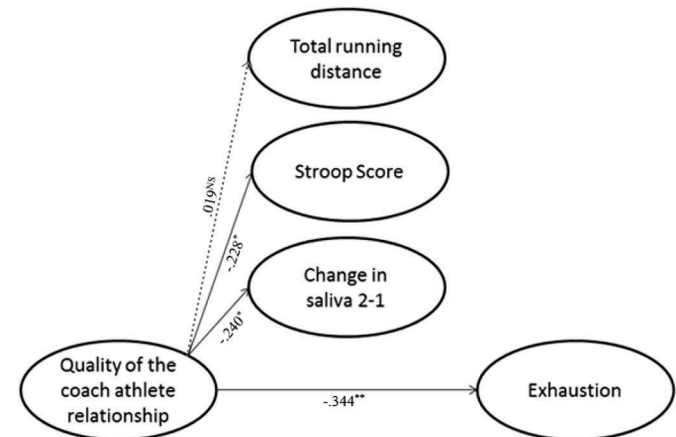 Total running
distance
.019NS
Stroop Score
-.228*
Change in
saliva 2-1
-.240*
Quality of the
coach athlete
relationship
-.344**
Exhaustion